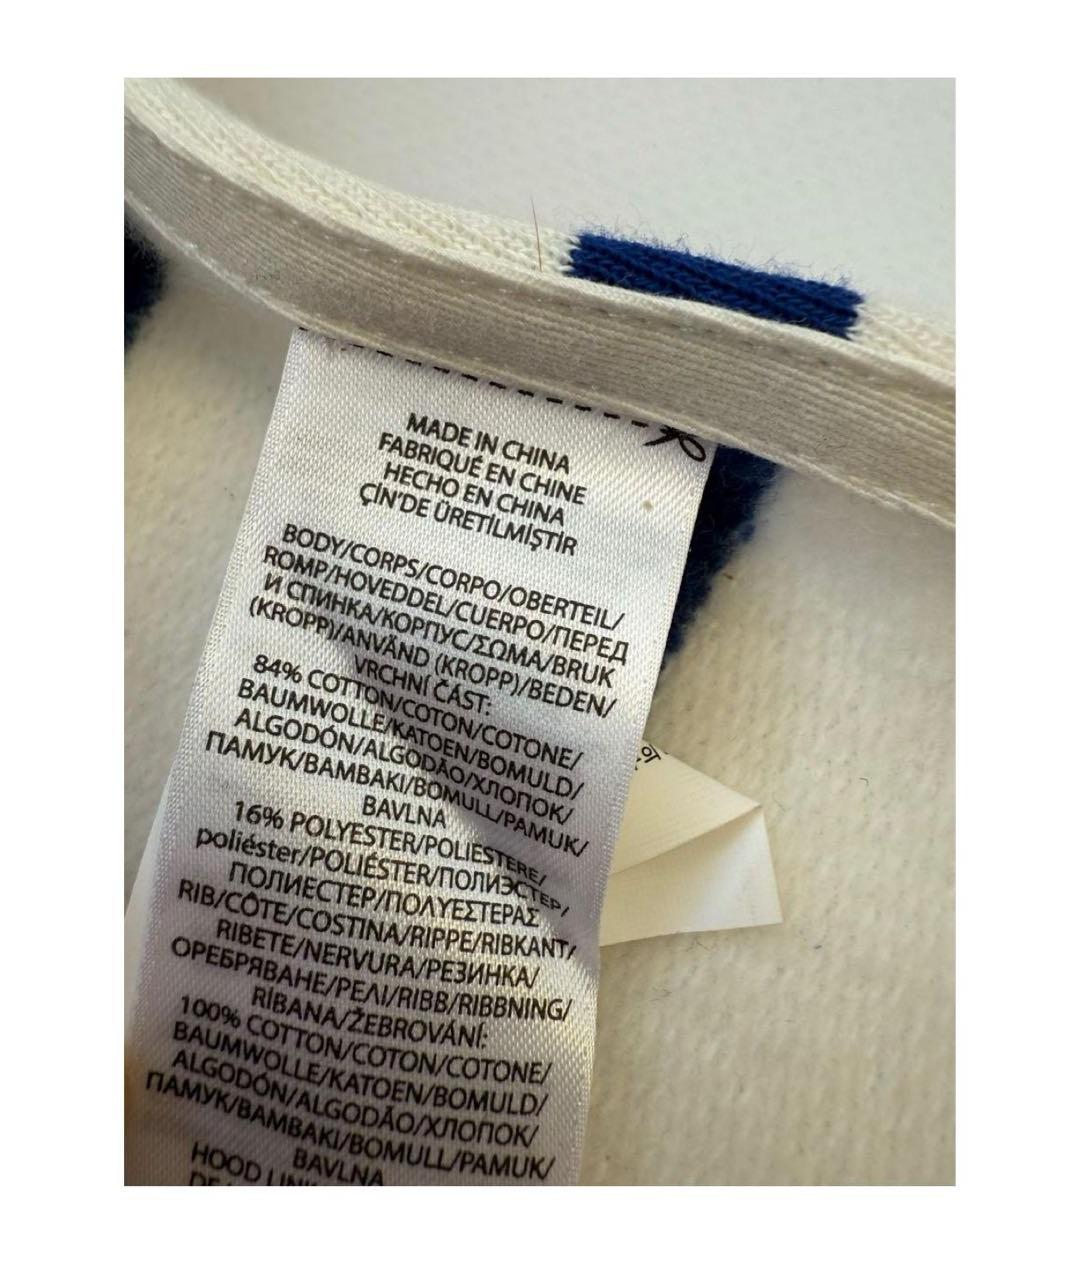 MADE IN CHINA
FABRIQUÉ EN CHINE
HECHO EN CHINA
ÇİN'DE ÜRETİLMİŞTİR
BODY/CORPS/CORPO/OBERTEIL/
ROMP/HOVEDDEL/CUERPO/ПЕРЕД
И СПИНКА/КОРПУС/ΣΩΜΑ/BRUK
(KROPP)/ANVÄND (KROPP)/BEDEN/
VRCHNÍ ČÁST:
84% COTTON/COTON/COTONE/
BAUMWOLLE/KATOEN/BOMULD/
ALGODÓN/ALGODÃO/ХЛОПОК/
ПАМУК/BAMBAKI/BOMULL/PAMUK/
BAVLNA
16% POLYESTER/POLIESTERE/
poliéster/POLIÉSTER/ПОЛИЭСТЕР/
ПОЛИЕСТЕР/ΠΟΛΥΕΣΤΕΡΑΣ
RIB/CÔTE/COSTINA/RIPPE/RIBKANT/
RIBETE/NERVURA/РЕЗИНКА/
ОРЕБРЯВАНЕ/ΡΕΛΙ/RIBB/RIBBNING/
RİBANA/ŽEBROVÁNÍ:
100% COTTON/COTON/COTONE/
BAUMWOLLE/KATOEN/BOMULD/
ALGODÓN/ALGODÃO/ХЛОПОК/
ПАМУК/BAMBAKI/BOMULL/PAMUK/
BAVLNA
HOOD